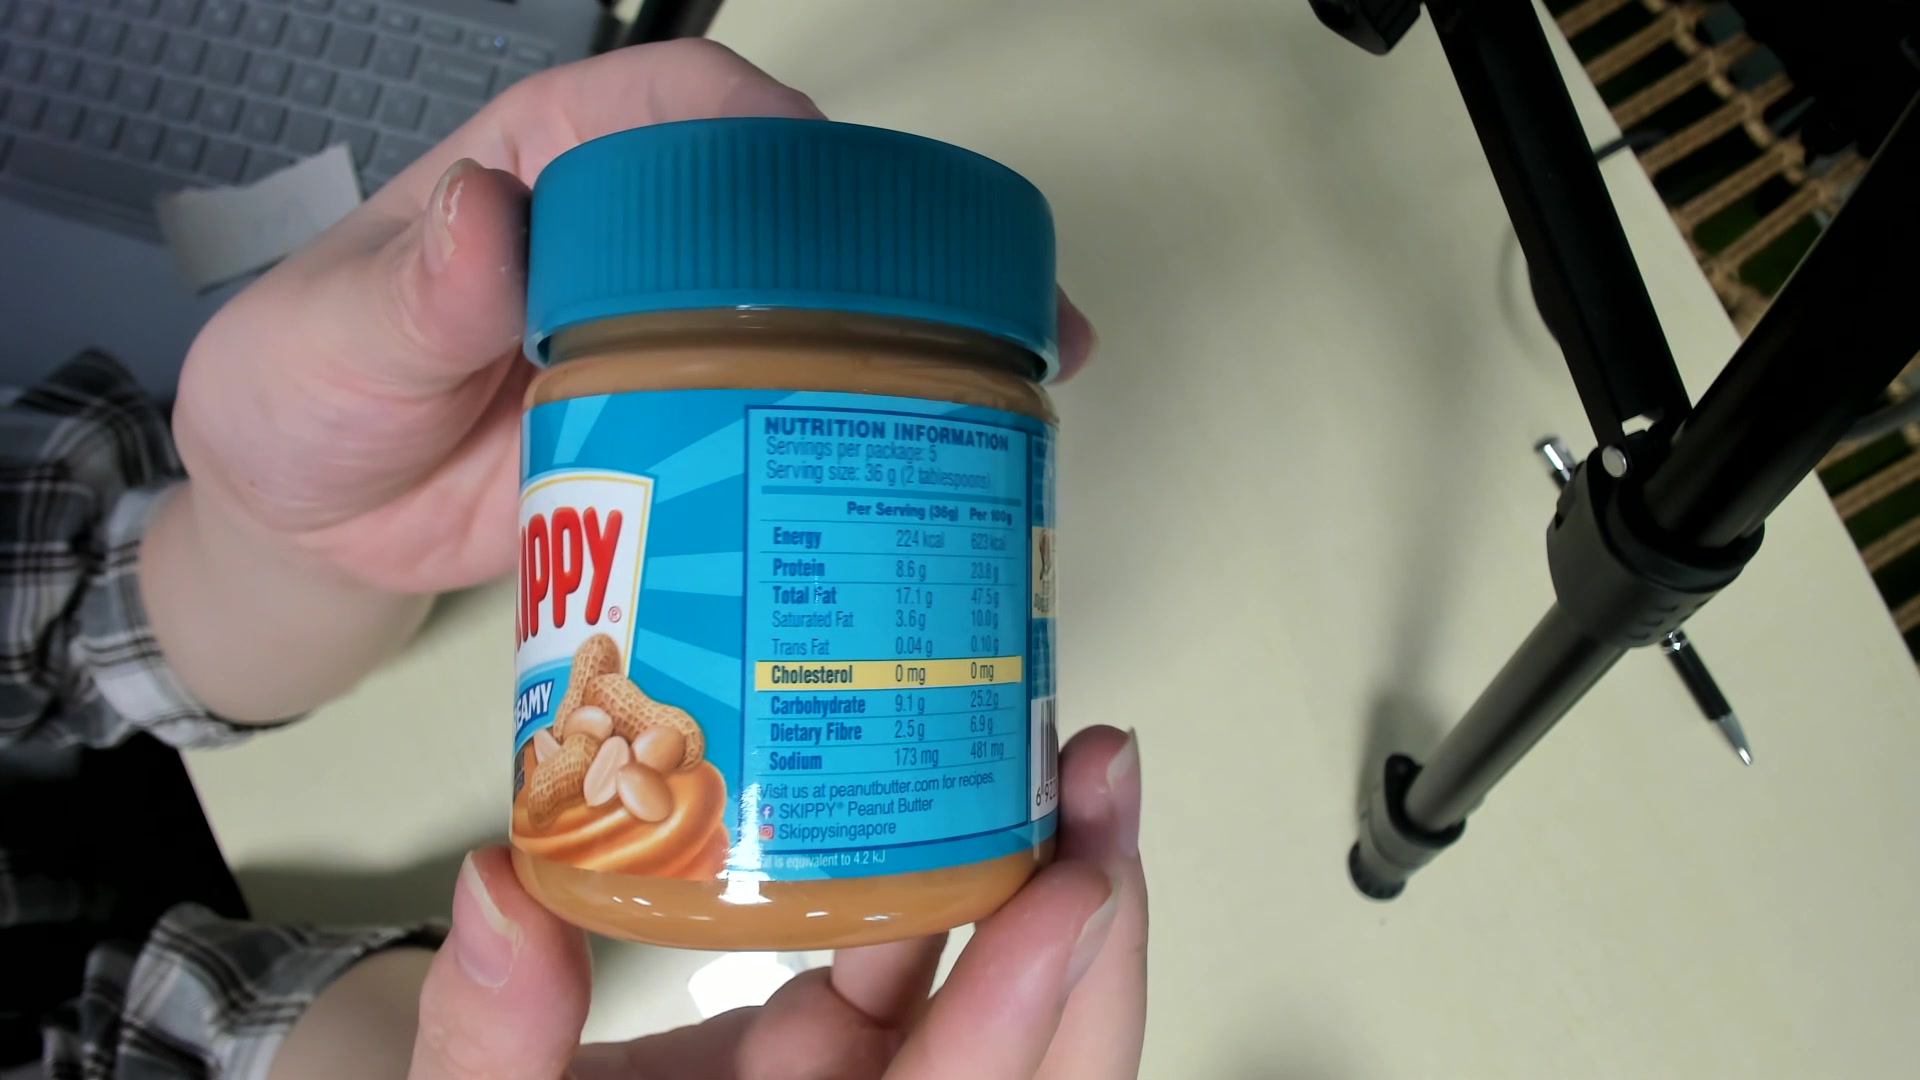 IPPY®
EAMY
NUTRITION INFORMATION
Servings per package: 5
Serving size: 36 g (2 tablespoons)
Per Serving (36g) Per 100g
Energy 224 kcal 623 kcal
Protein 8.6 g 23.8 g
Total Fat 17.1 g 47.5 g
Saturated Fat 3.6 g 10.0 g
Trans Fat 0.04 g 0.10 g
Cholesterol 0 mg 0 mg
Carbohydrate 9.1 g 25.2 g
Dietary Fibre 2.5 g 6.9 g
Sodium 173 mg 481 mg
Visit us at peanutbutter.com for recipes.
SKIPPY® Peanut Butter
Skippysingapore
is equivalent to 4.2 kJ